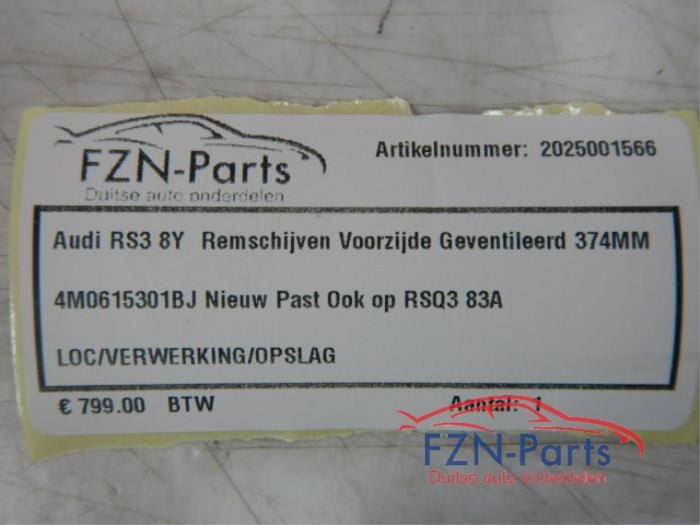 FZN-Parts
Duitse auto onderdelen
Artikelnummer: 2025001566
Audi RS3 8Y Remschijven Voorzijde Geventileerd 374MM
4M0615301BJ Nieuw Past Ook op RSQ3 83A
LOC/VERWERKING/OPSLAG
€ 799.00 BTW
Aantal: 1
FZN-Parts
Duitse auto onderdelen